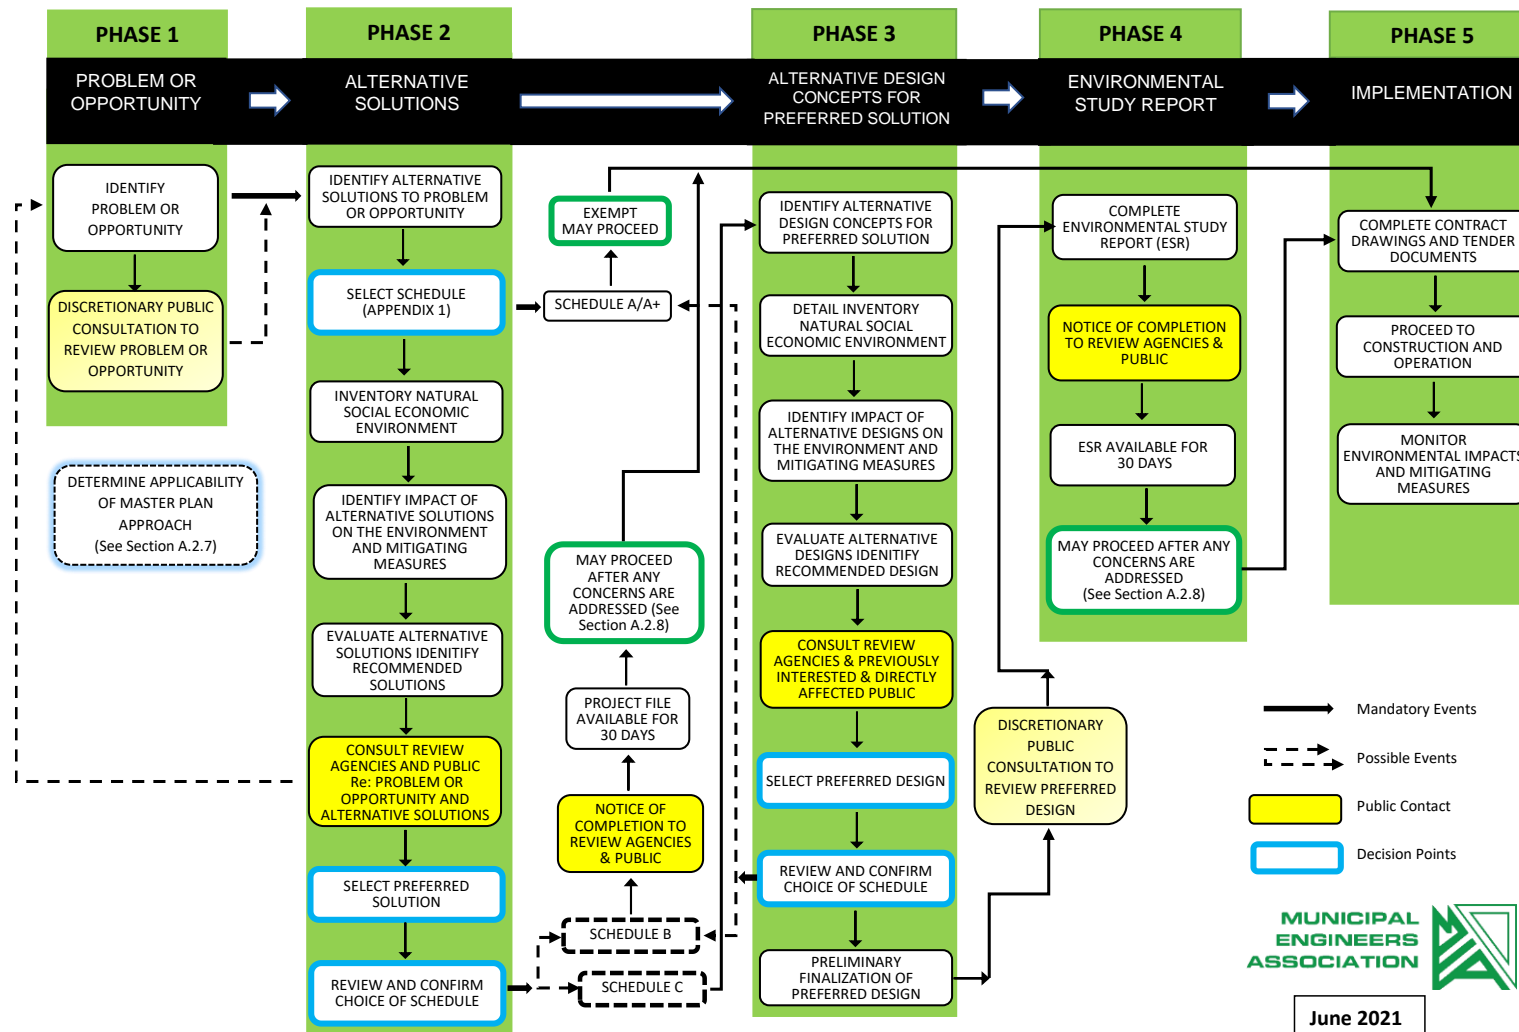 PHASE 1
PHASE 2
PHASE 3
PHASE 4
PHASE 5
PROBLEM OR
OPPORTUNITY
ALTERNATIVE
SOLUTIONS
ALTERNATIVE DESIGN
CONCEPTS FOR
PREFERRED SOLUTION
ENVIRONMENTAL
STUDY REPORT
IMPLEMENTATION
IDENTIFY
PROBLEM OR
OPPORTUNITY
DISCRETIONARY PUBLIC
CONSULTATION TO
REVIEW PROBLEM OR
OPPORTUNITY
DETERMINE APPLICABILITY
OF MASTER PLAN
APPROACH
(See Section A.2.7)
IDENTIFY ALTERNATIVE
SOLUTIONS TO PROBLEM
OR OPPORTUNITY
SELECT SCHEDULE
(APPENDIX 1)
INVENTORY NATURAL
SOCIAL ECONOMIC
ENVIRONMENT
IDENTIFY IMPACT OF
ALTERNATIVE SOLUTIONS
ON THE ENVIRONMENT
AND MITIGATING
MEASURES
EVALUATE ALTERNATIVE
SOLUTIONS IDENTIFY
RECOMMENDED
SOLUTIONS
CONSULT REVIEW
AGENCIES AND PUBLIC
Re: PROBLEM OR
OPPORTUNITY AND
ALTERNATIVE SOLUTIONS
SELECT PREFERRED
SOLUTION
REVIEW AND CONFIRM
CHOICE OF SCHEDULE
EXEMPT
MAY PROCEED
SCHEDULE A/A+
MAY PROCEED
AFTER ANY
CONCERNS ARE
ADDRESSED (See
Section A.2.8)
PROJECT FILE
AVAILABLE FOR
30 DAYS
NOTICE OF
COMPLETION TO
REVIEW AGENCIES
& PUBLIC
SCHEDULE B
SCHEDULE C
IDENTIFY ALTERNATIVE
DESIGN CONCEPTS FOR
PREFERRED SOLUTION
DETAIL INVENTORY
NATURAL SOCIAL
ECONOMIC ENVIRONMENT
IDENTIFY IMPACT OF
ALTERNATIVE DESIGNS ON
THE ENVIRONMENT AND
MITIGATING MEASURES
EVALUATE ALTERNATIVE
DESIGNS IDENITIFY
RECOMMENDED DESIGN
CONSULT REVIEW
AGENCIES & PREVIOUSLY
INTERESTED & DIRECTLY
AFFECTED PUBLIC
SELECT PREFERRED DESIGN
REVIEW AND CONFIRM
CHOICE OF SCHEDULE
PRELIMINARY
FINALIZATION OF
PREFERRED DESIGN
DISCRETIONARY
PUBLIC
CONSULTATION TO
REVIEW PREFERRED
DESIGN
COMPLETE
ENVIRONMENTAL STUDY
REPORT (ESR)
NOTICE OF COMPLETION
TO REVIEW AGENCIES &
PUBLIC
ESR AVAILABLE FOR
30 DAYS
MAY PROCEED AFTER ANY
CONCERNS ARE
ADDRESSED
(See Section A.2.8)
COMPLETE CONTRACT
DRAWINGS AND TENDER
DOCUMENTS
PROCEED TO
CONSTRUCTION AND
OPERATION
MONITOR
ENVIRONMENTAL IMPACTS
AND MITIGATING
MEASURES
Mandatory Events
Possible Events
Public Contact
Decision Points
MUNICIPAL
ENGINEERS
ASSOCIATION
June 2021